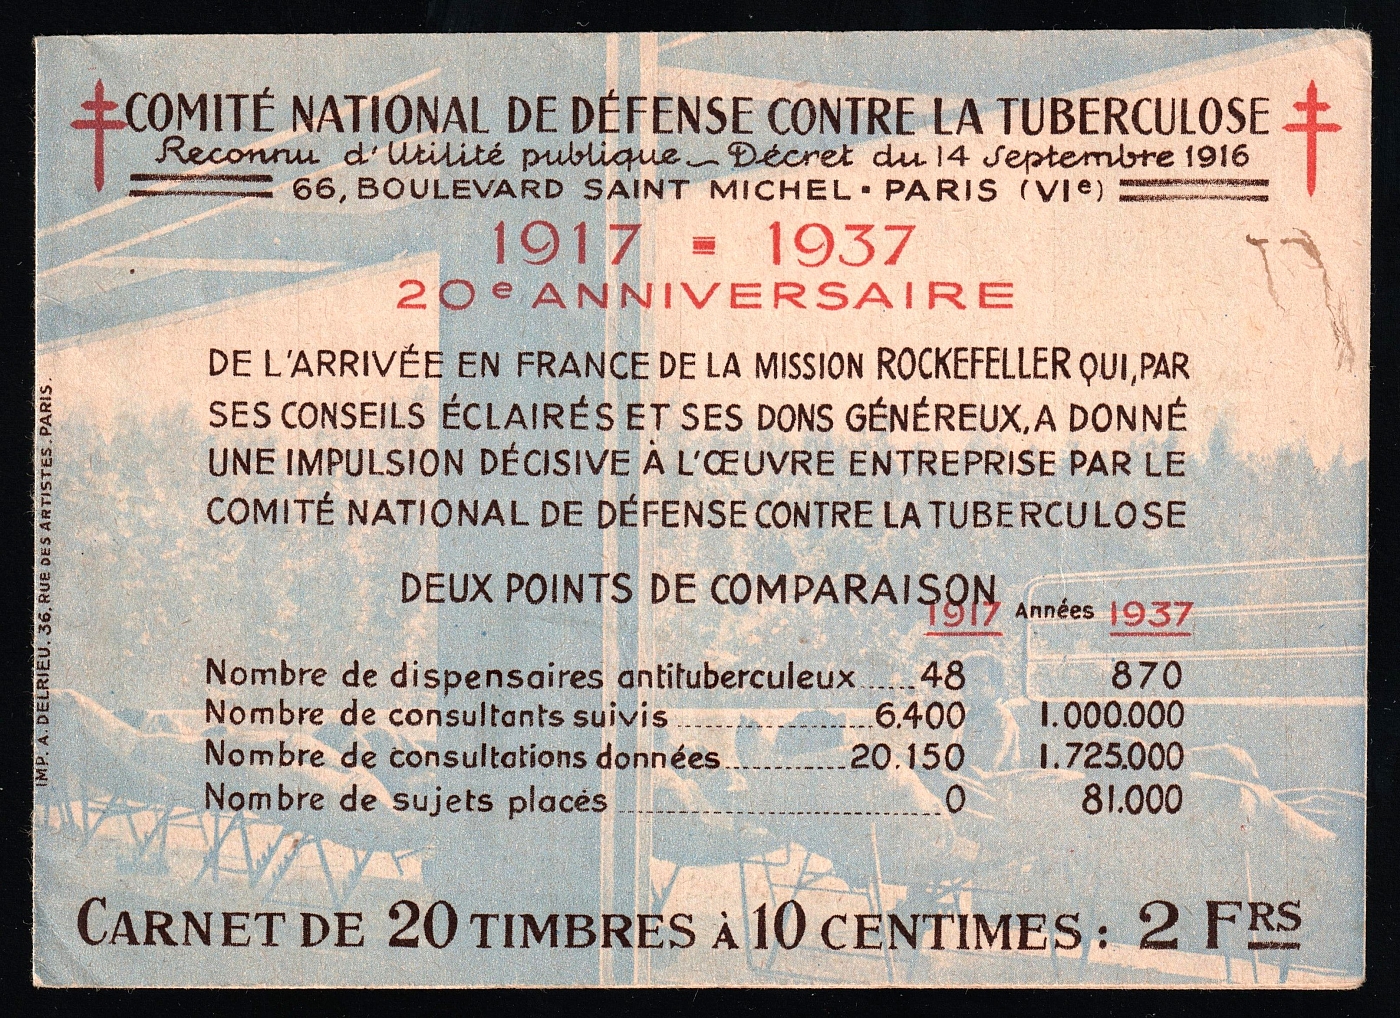 COMITÉ NATIONAL DE DÉFENSE CONTRE LA TUBERCULOSE
Reconnu d'Utilité publique — Décret du 14 Septembre 1916
66, BOULEVARD SAINT MICHEL • PARIS (VIe)
1917 = 1937
20e ANNIVERSAIRE
DE L'ARRIVÉE EN FRANCE DE LA MISSION ROCKEFELLER QUI, PAR
SES CONSEILS ÉCLAIRÉS ET SES DONS GÉNÉREUX, A DONNÉ
UNE IMPULSION DÉCISIVE À L'ŒUVRE ENTREPRISE PAR LE
COMITÉ NATIONAL DE DÉFENSE CONTRE LA TUBERCULOSE
DEUX POINTS DE COMPARAISON
1917 Années 1937
Nombre de dispensaires antituberculeux ...... 48 870
Nombre de consultants suivis .................... 6.400 1.000.000
Nombre de consultations données ............ 20.150 1.725.000
Nombre de sujets placés ................................ 0 81.000
CARNET DE 20 TIMBRES À 10 CENTIMES : 2 FRS
IMP. A. DELRIEU. 36, RUE DES ARTISTES. PARIS.